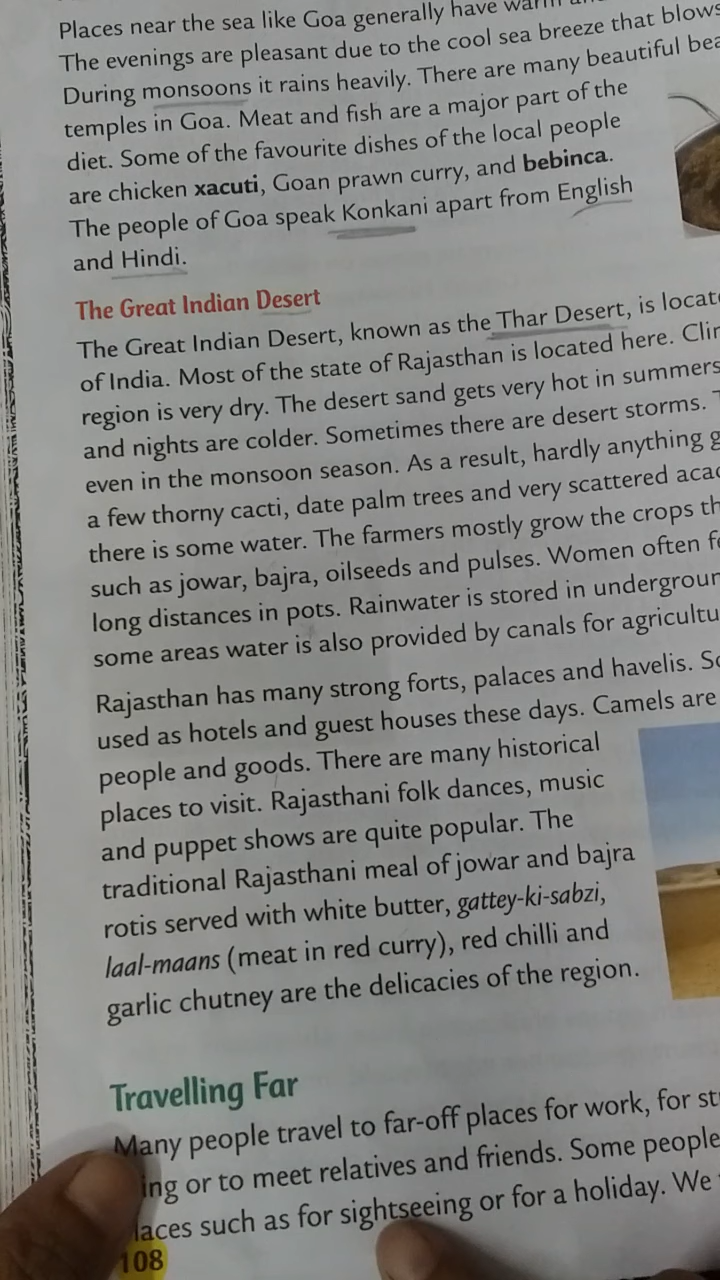 Places near the sea like Goa generally have warm
The evenings are pleasant due to the cool sea breeze that blows
During monsoons it rains heavily. There are many beautiful
temples in Goa. Meat and fish are a major part of the
diet. Some of the favourite dishes of the local people
are chicken xacuti, Goan prawn curry, and bebinca.
The people of Goa speak Konkani apart from English
and Hindi.
The Great Indian Desert
The Great Indian Desert, known as the Thar Desert, is
of India. Most of the state of Rajasthan is located here.
region is very dry. The desert sand gets very hot in summers
and nights are colder. Sometimes there are desert storms.
even in the monsoon season. As a result, hardly anything
a few thorny cacti, date palm trees and very scattered
there is some water. The farmers mostly grow the crops
such as jowar, bajra, oilseeds and pulses. Women often
long distances in pots. Rainwater is stored in
some areas water is also provided by canals for
Rajasthan has many strong forts, palaces and havelis.
used as hotels and guest houses these days. Camels are
people and goods. There are many historical
places to visit. Rajasthani folk dances, music
and puppet shows are quite popular. The
traditional Rajasthani meal of jowar and bajra
rotis served with white butter, gattey-ki-sabzi,
laal-maans (meat in red curry), red chilli and
garlic chutney are the delicacies of the region.
Travelling Far
Many people travel to far-off places for work, for
or to meet relatives and friends. Some people
such as for sightseeing or for a holiday. We
108